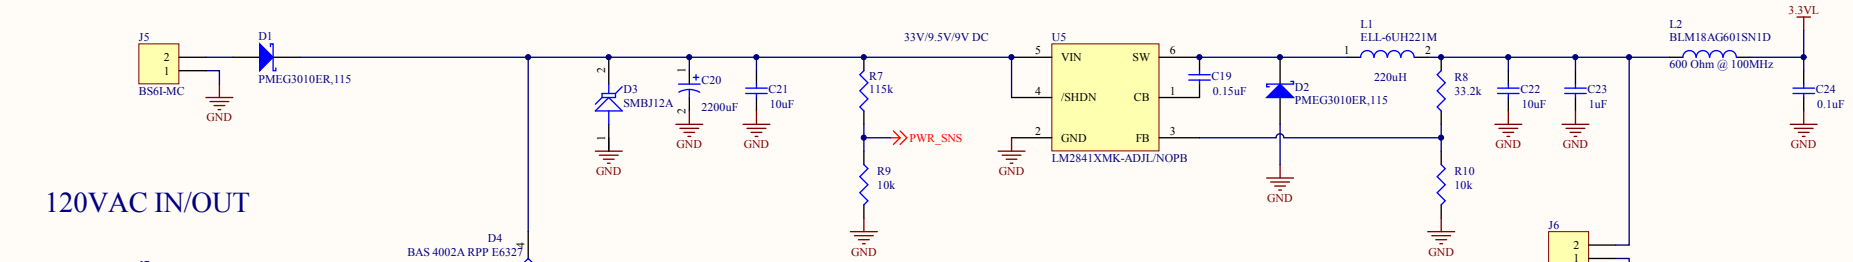 3.3VL
J5
2
1
BS6I-MC
GND
D1
PMEG3010ER,115
2
D3
SMBJ12A
1
GND
1
+
C20
2200uF
2
GND
C21
10uF
GND
R7
115k
PWR_SNS
R9
10k
GND
33V/9.5V/9V DC
U5
5
VIN
SW
6
4
/SHDN
CB
1
2
GND
FB
3
LM2841XMK-ADJL/NOPB
GND
C19
0.15uF
D2
PMEG3010ER,115
GND
L1
ELL-6UH221M
1
2
220uH
R8
33.2k
R10
10k
GND
C22
10uF
GND
C23
1uF
GND
L2
BLM18AG601SN1D
600 Ohm @ 100MHz
C24
0.1uF
GND
120VAC IN/OUT
D4
BAS 4002A RPP E6327
4
J6
2
1